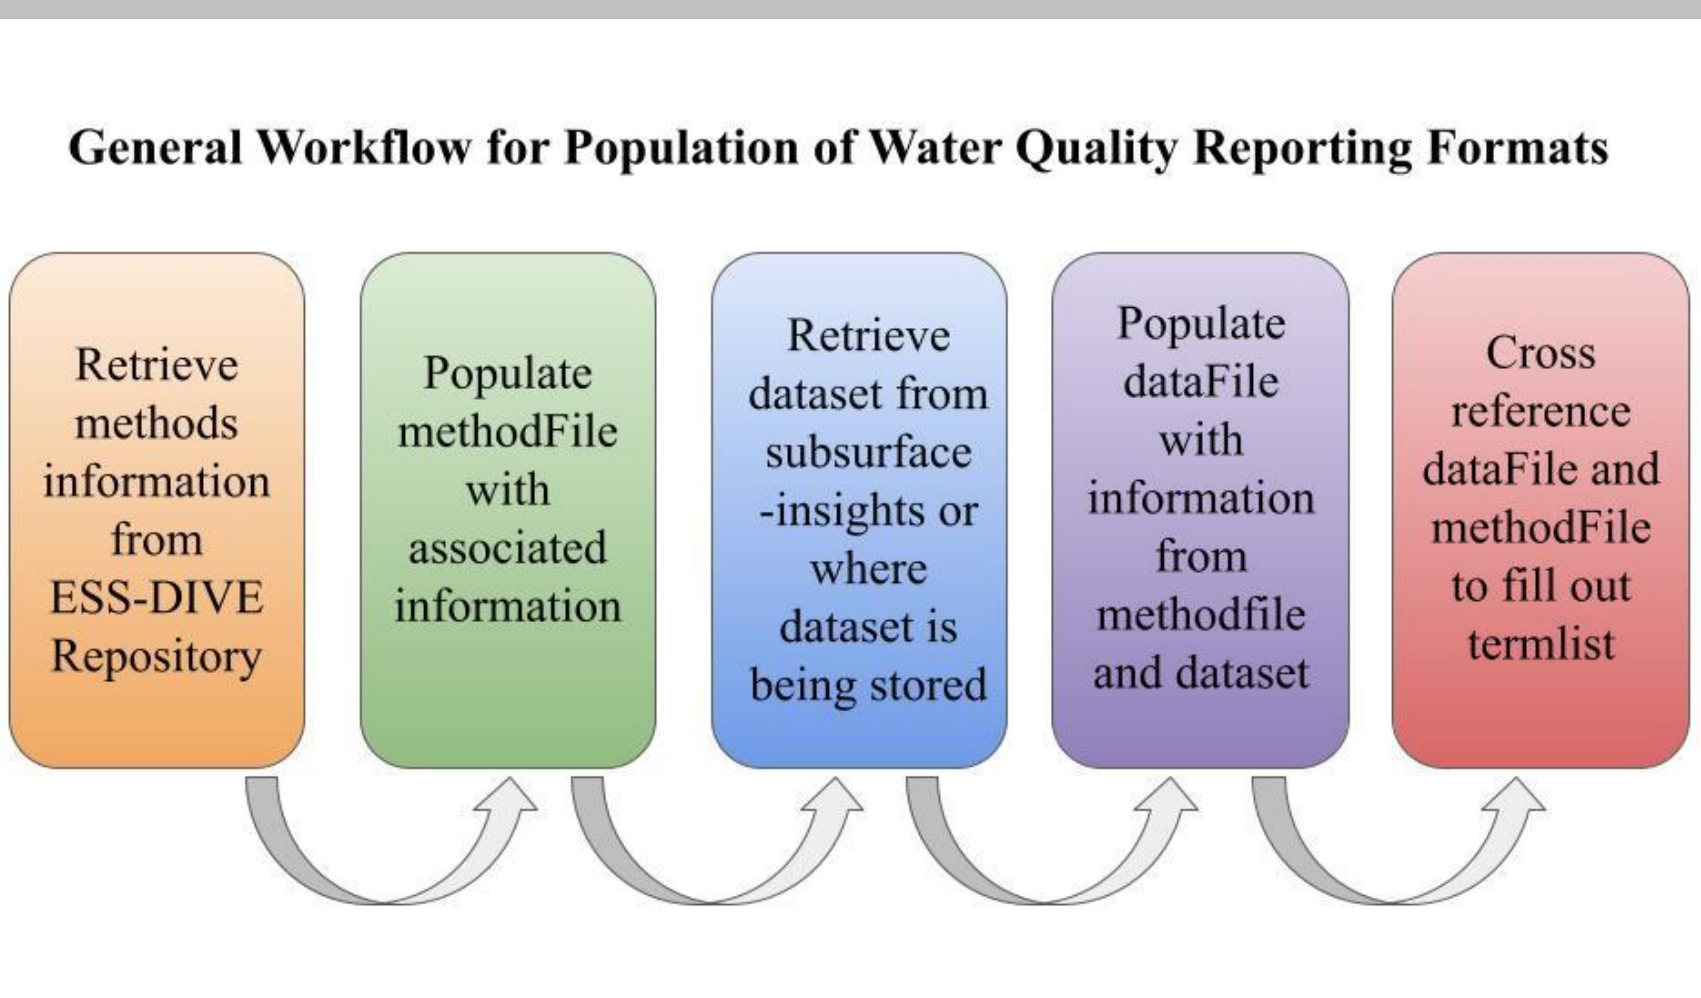 General Workflow for Population of Water Quality Reporting Formats
Retrieve
methods
information
from
ESS-DIVE
Repository
Populate
methodFile
with
associated
information
Retrieve
dataset from
subsurface
-insights or
where
dataset is
being stored
Populate
dataFile
with
information
from
methodfile
and dataset
Cross
reference
dataFile and
methodFile
to fill out
termlist